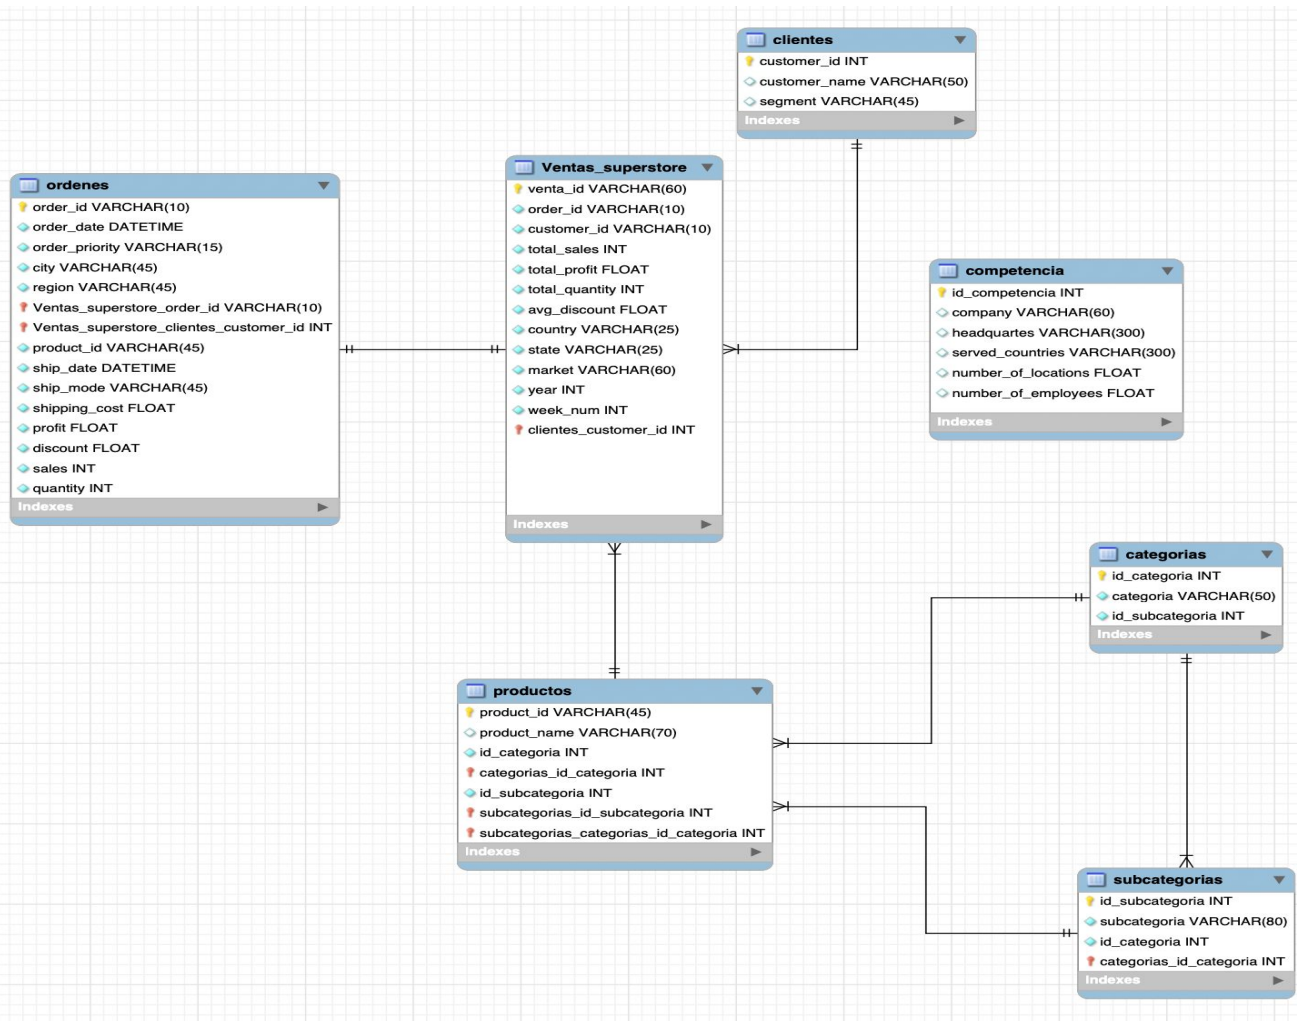 clientes
customer_id INT
customer_name VARCHAR(50)
segment VARCHAR(45)
Indexes
Ventas_superstore
venta_id VARCHAR(60)
order_id VARCHAR(10)
customer_id VARCHAR(10)
total_sales INT
total_profit FLOAT
total_quantity INT
avg_discount FLOAT
country VARCHAR(25)
state VARCHAR(25)
market VARCHAR(60)
year INT
week_num INT
clientes_customer_id INT
Indexes
ordenes
order_id VARCHAR(10)
order_date DATETIME
order_priority VARCHAR(15)
city VARCHAR(45)
region VARCHAR(45)
Ventas_superstore_order_id VARCHAR(10)
Ventas_superstore_clientes_customer_id INT
product_id VARCHAR(45)
ship_date DATETIME
ship_mode VARCHAR(45)
shipping_cost FLOAT
profit FLOAT
discount FLOAT
sales INT
quantity INT
Indexes
competencia
id_competencia INT
company VARCHAR(60)
headquartes VARCHAR(300)
served_countries VARCHAR(300)
number_of_locations FLOAT
number_of_employees FLOAT
Indexes
categorias
id_categoria INT
categoria VARCHAR(50)
id_subcategoria INT
Indexes
productos
product_id VARCHAR(45)
product_name VARCHAR(70)
id_categoria INT
categorias_id_categoria INT
id_subcategoria INT
subcategorias_id_subcategoria INT
subcategorias_categorias_id_categoria INT
Indexes
subcategorias
id_subcategoria INT
subcategoria VARCHAR(80)
id_categoria INT
categorias_id_categoria INT
Indexes